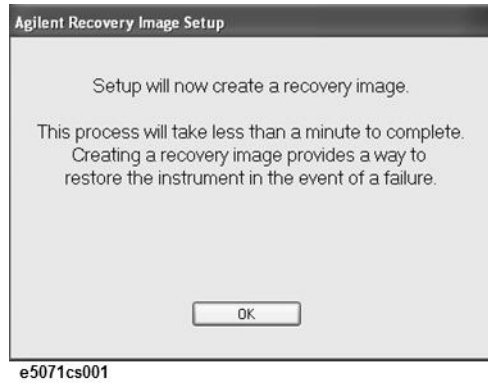 Agilent Recovery Image Setup
Setup will now create a recovery image.
This process will take less than a minute to complete.
Creating a recovery image provides a way to
restore the instrument in the event of a failure.
OK
e5071cs001